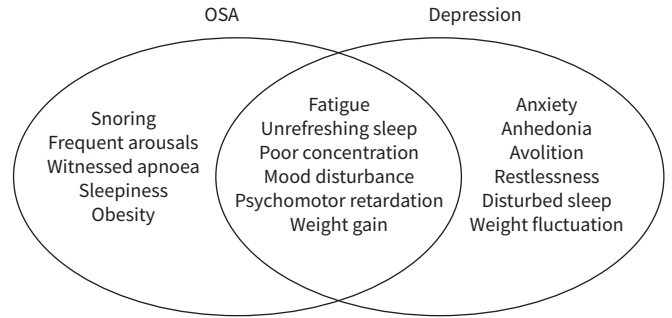 OSA
Depression
Snoring
Frequent arousals
Witnessed apnoea
Sleepiness
Obesity
Fatigue
Unrefreshing sleep
Poor concentration
Mood disturbance
Psychomotor retardation
Weight gain
Anxiety
Anhedonia
Avolition
Restlessness
Disturbed sleep
Weight fluctuation